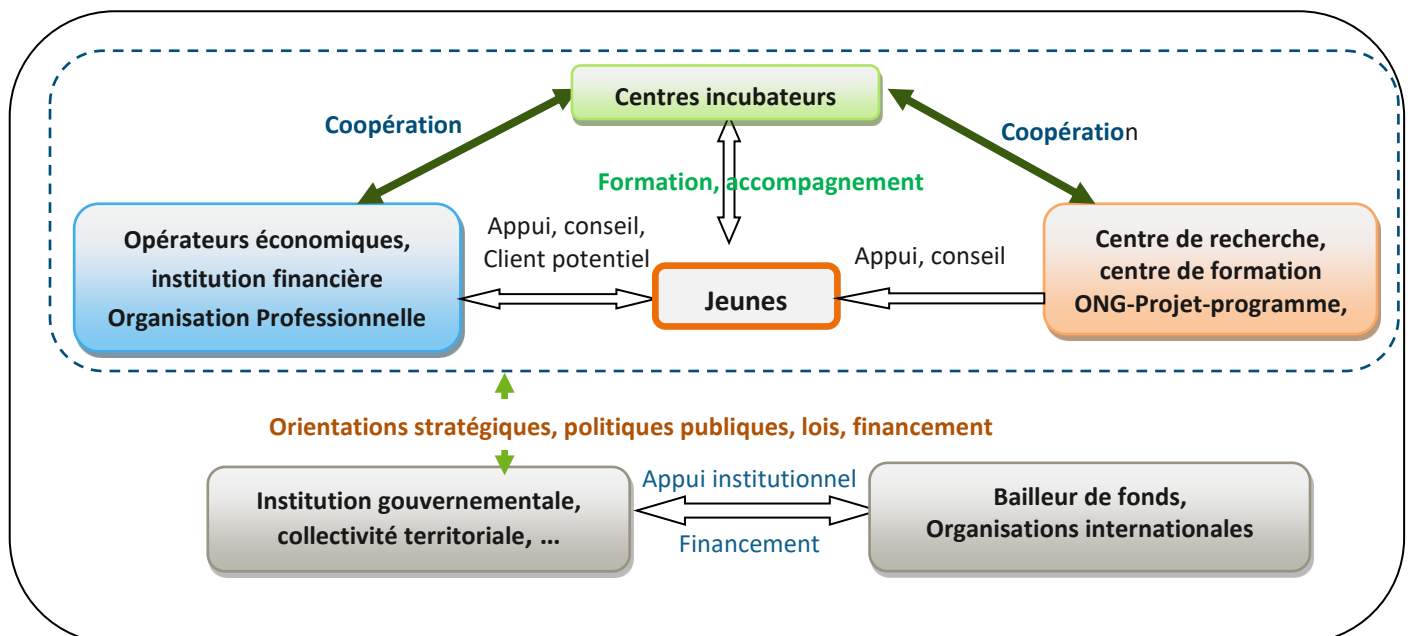 Centres incubateurs
Coopération
Coopération
Formation, accompagnement
Opérateurs économiques,
institution financière
Organisation Professionnelle
Appui, conseil,
Client potentiel
Jeunes
Appui, conseil
Centre de recherche,
centre de formation
ONG-Projet-programme,
Orientations stratégiques, politiques publiques, lois, financement
Institution gouvernementale,
collectivité territoriale, ...
Appui institutionnel
Financement
Bailleur de fonds,
Organisations internationales